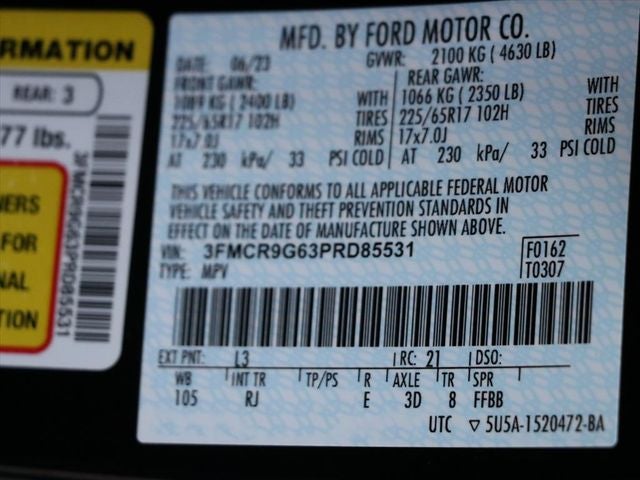 RMATION
REAR: 3
77 lbs.
NERS
FOR
NAL
TION
3FMCR9G63PRD85531
MFD. BY FORD MOTOR CO.
DATE: 06/23 GVWR: 2100 KG ( 4630 LB)
FRONT GAWR: REAR GAWR:
1089 KG ( 2400 LB) WITH 1066 KG ( 2350 LB) WITH
225/65R17 102H TIRES 225/65R17 102H TIRES
17x7.0J RIMS 17x7.0J RIMS
AT 230 kPa/ 33 PSI COLD AT 230 kPa/ 33 PSI COLD
THIS VEHICLE CONFORMS TO ALL APPLICABLE FEDERAL MOTOR
VEHICLE SAFETY AND THEFT PREVENTION STANDARDS IN
EFFECT ON THE DATE OF MANUFACTURE SHOWN ABOVE.
VIN: 3FMCR9G63PRD85531 F0162
TYPE: MPV T0307
EXT PNT: L3 RC: 21 DSO:
WB INT TR TP/PS R AXLE TR SPR
105 RJ E 3D 8 FFBB
UTC ▽ 5U5A-1520472-BA